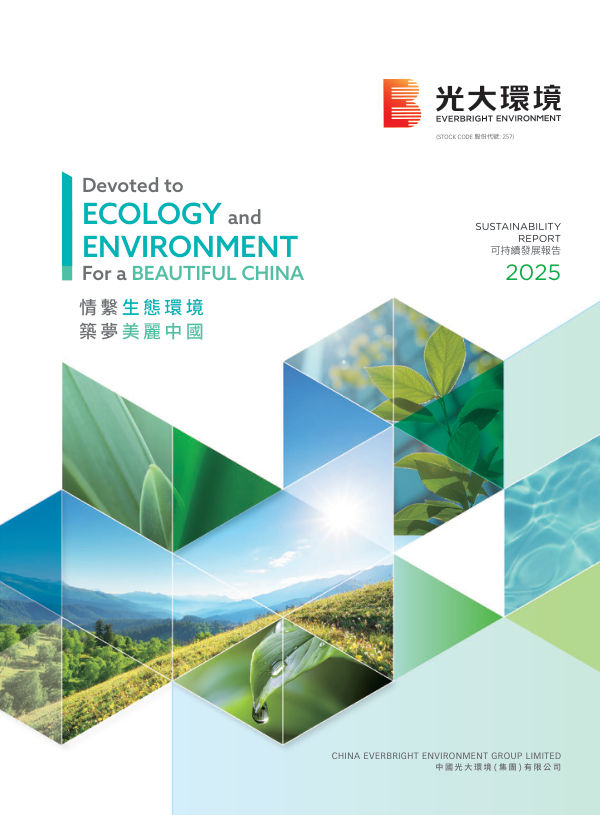 光大環境
EVERBRIGHT ENVIRONMENT
(STOCK CODE 股份代號: 257)
Devoted to
ECOLOGY and
ENVIRONMENT
For a BEAUTIFUL CHINA
情繫生態環境
築夢美麗中國
SUSTAINABILITY
REPORT
可持續發展報告
2025
CHINA EVERBRIGHT ENVIRONMENT GROUP LIMITED
中國光大環境(集團)有限公司